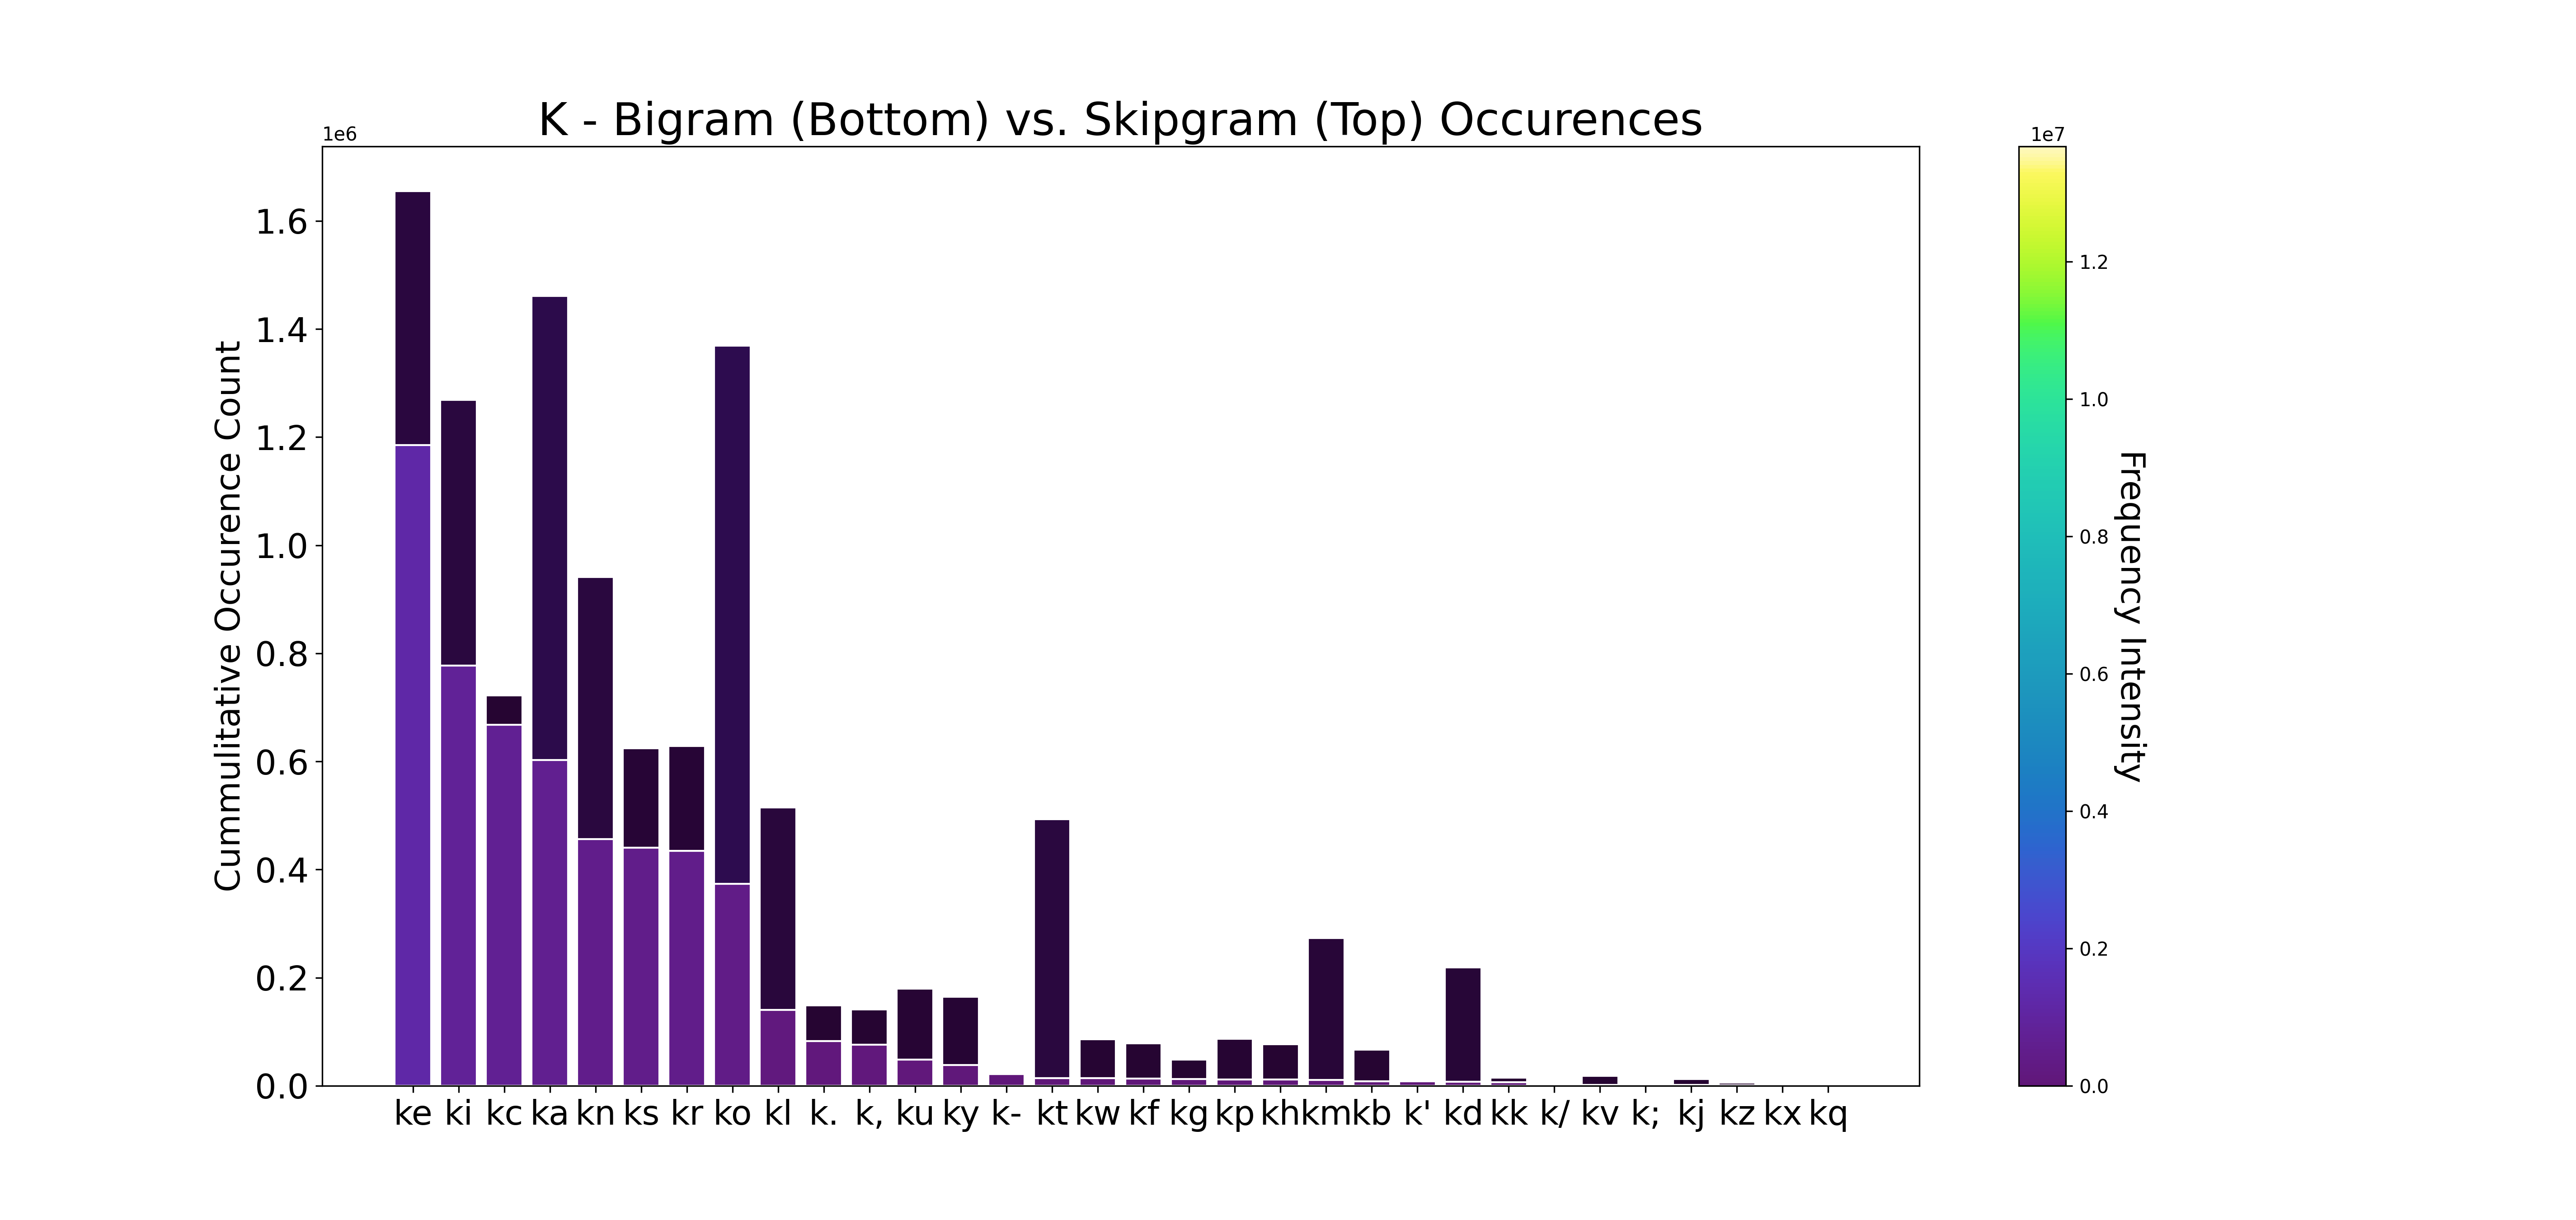 K - Bigram (Bottom) vs. Skipgram (Top) Occurences
1e6
1e7
Cummulitative Occurence Count
1.6
1.4
1.2
1.0
0.8
0.6
0.4
0.2
0.0
ke ki kc ka kn ks kr ko kl k. k, ku ky k- kt kw kf kg kp kh km kb k' kd kk k/ kv k; kj kz kx kq
1.2
1.0
0.8
0.6
0.4
0.2
0.0
Frequency Intensity